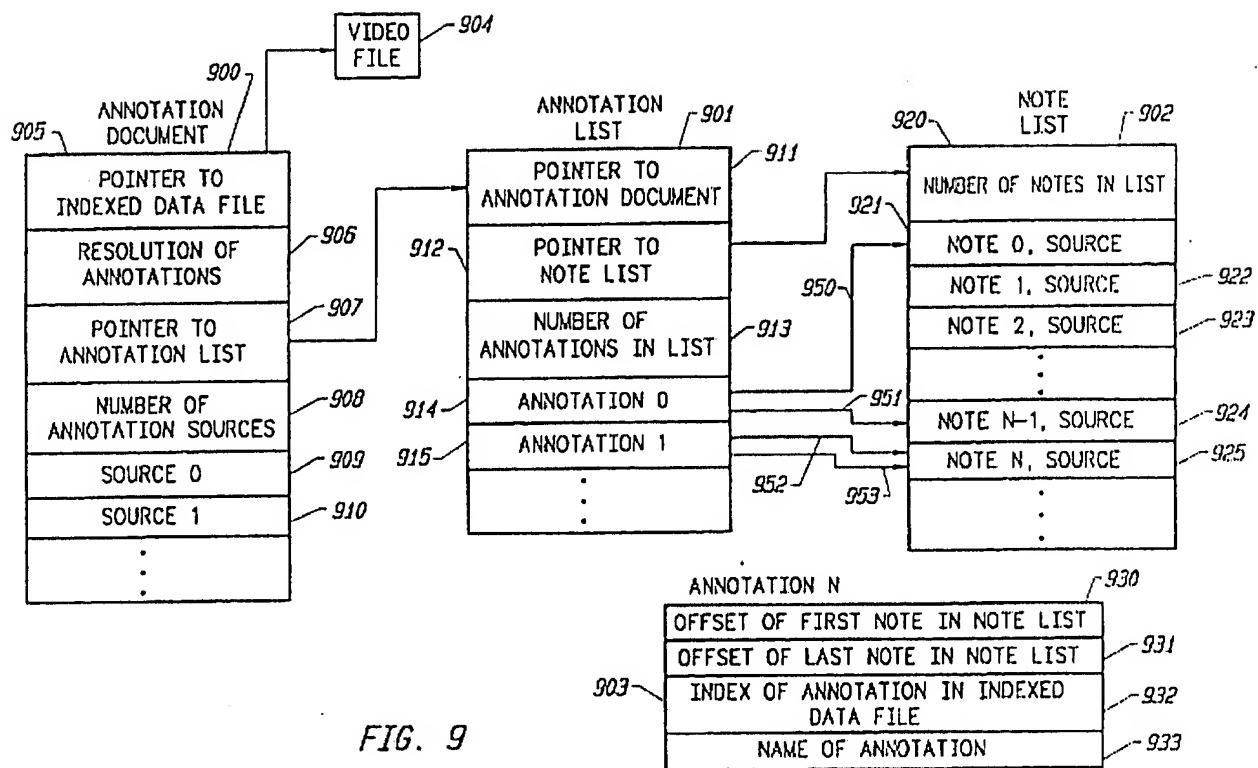 VIDEO
FILE
904
900
ANNOTATION
DOCUMENT
905
POINTER TO
INDEXED DATA FILE
RESOLUTION OF
ANNOTATIONS
906
907
POINTER TO
ANNOTATION LIST
NUMBER OF
ANNOTATION SOURCES
908
SOURCE 0
909
SOURCE 1
910
ANNOTATION
LIST
901
911
POINTER TO
ANNOTATION DOCUMENT
912
POINTER TO
NOTE LIST
NUMBER OF
ANNOTATIONS IN LIST
913
914
ANNOTATION 0
915
ANNOTATION 1
950
951
952
953
NOTE
LIST
920
902
NUMBER OF NOTES IN LIST
921
NOTE 0, SOURCE
NOTE 1, SOURCE
922
NOTE 2, SOURCE
923
NOTE N-1, SOURCE
924
NOTE N, SOURCE
925
ANNOTATION N
930
OFFSET OF FIRST NOTE IN NOTE LIST
OFFSET OF LAST NOTE IN NOTE LIST
931
903
INDEX OF ANNOTATION IN INDEXED
DATA FILE
932
NAME OF ANNOTATION
933
FIG. 9